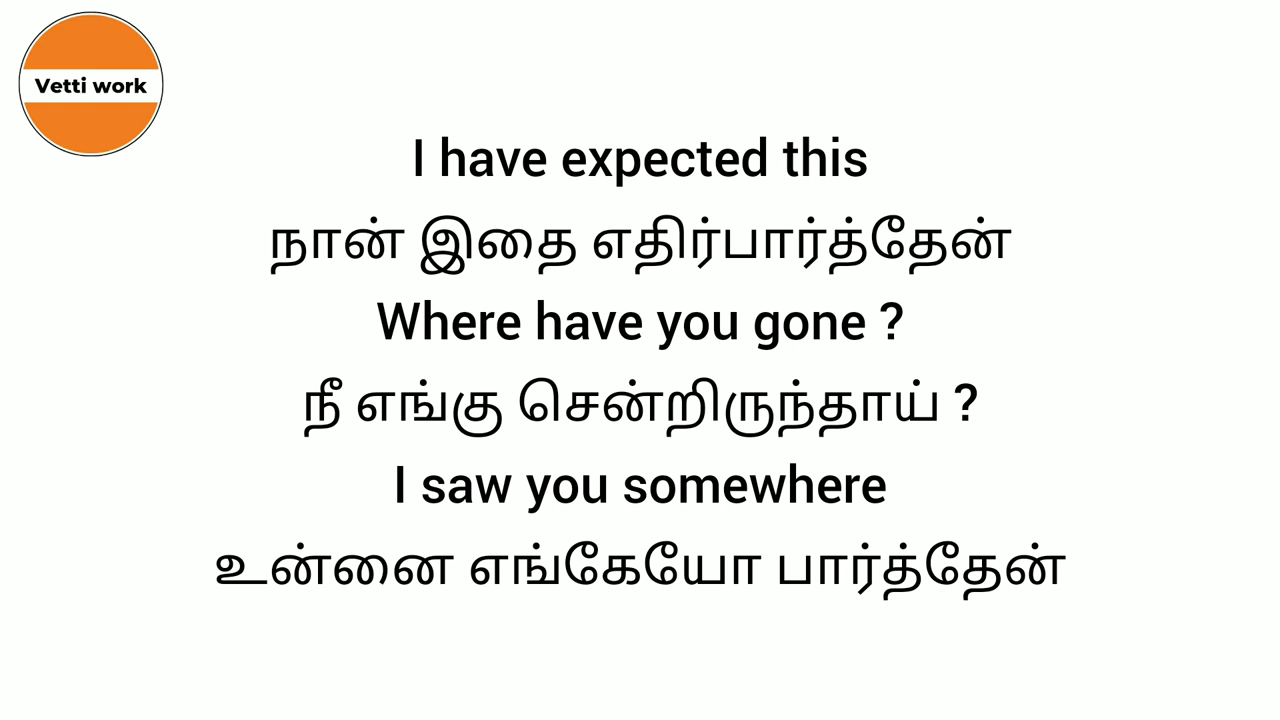 Vetti work
I have expected this
நான் இதை எதிர்பார்த்தேன்
Where have you gone ?
நீ எங்கு சென்றிருந்தாய் ?
I saw you somewhere
உன்னை எங்கேயோ பார்த்தேன்